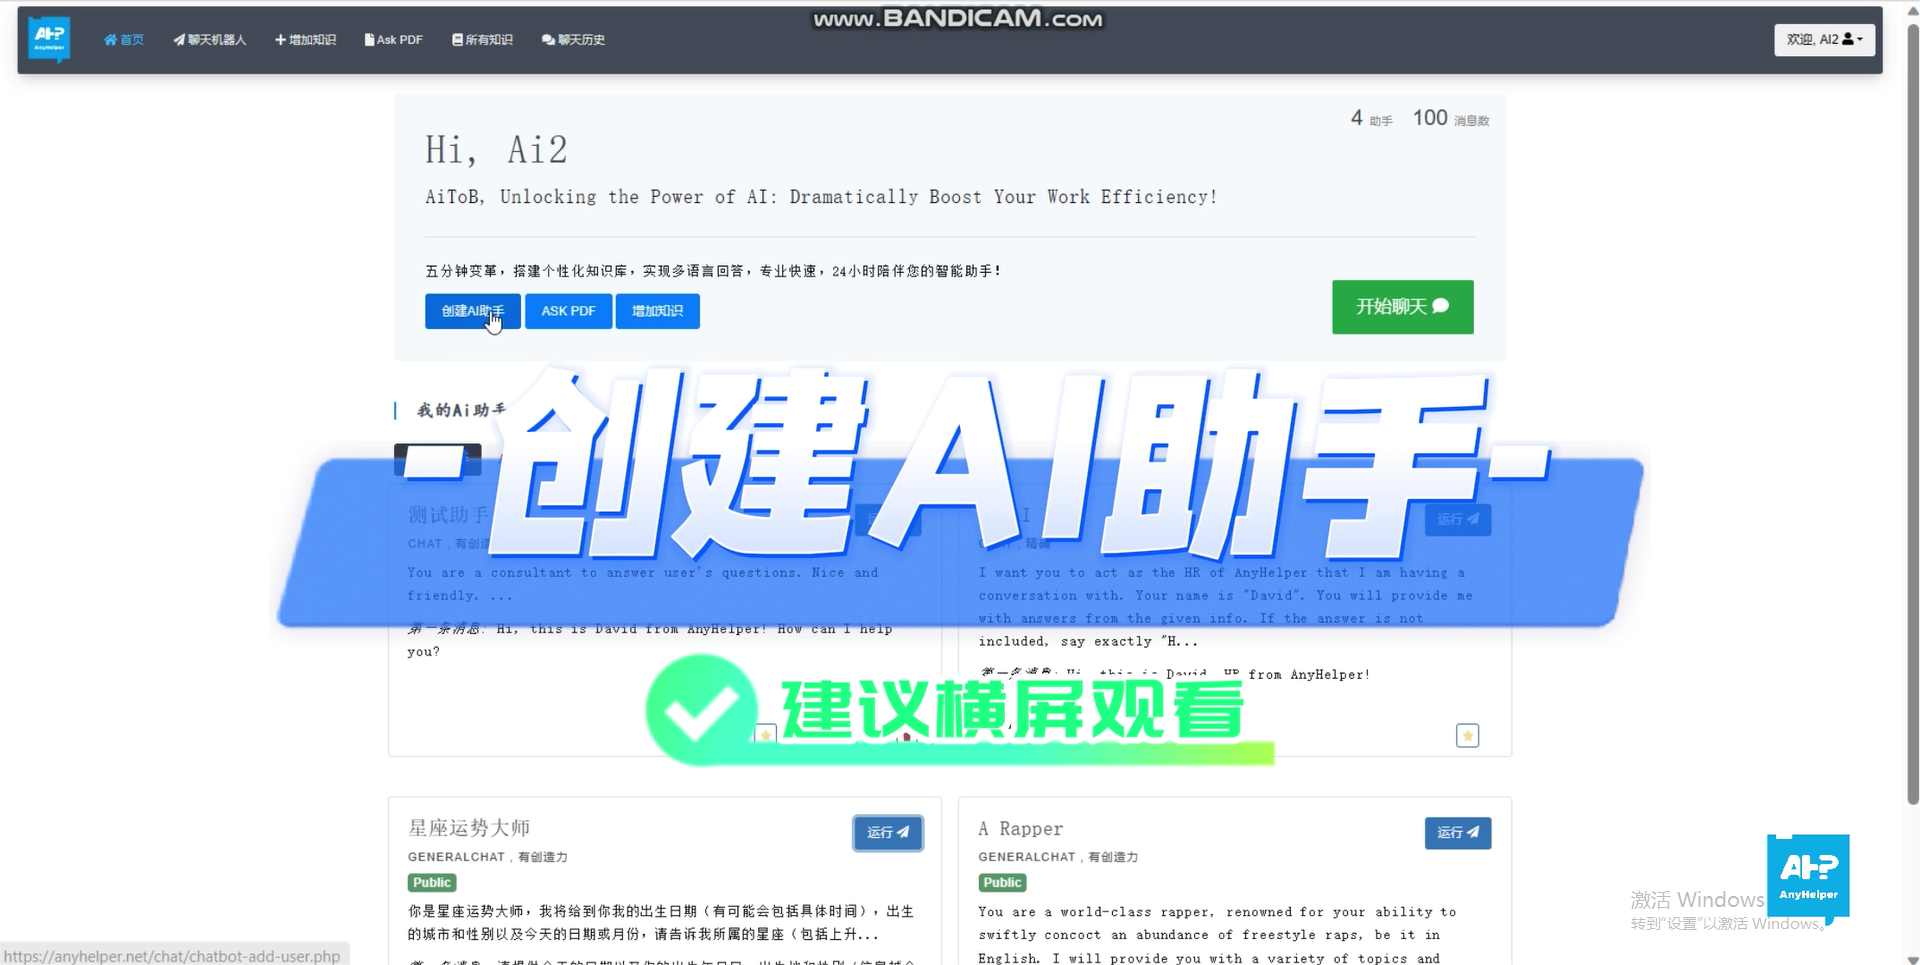 www.BANDICAM.com
AH?
AnyHelper
首页
聊天机器人
增加知识
Ask PDF
所有知识
聊天历史
欢迎, AI2
4 助手 100 消息数
Hi, Ai2
AiToB, Unlocking the Power of AI: Dramatically Boost Your Work Efficiency!
五分钟变革，搭建个性化知识库，实现多语言回答，专业快速，24小时陪伴您的智能助手！
创建AI助手
ASK PDF
增加知识
开始聊天
我的Ai助手
-创建AI助手-
测试助手
CHAT , 有创造
You are a consultant to answer user's questions. Nice and
friendly. ...
第一条消息: Hi, this is David from AnyHelper! How can I help
you?
运行
I want you to act as the HR of AnyHelper that I am having a
conversation with. Your name is "David". You will provide me
with answers from the given info. If the answer is not
included, say exactly "H...
第一条消息: Hi, this is David, HR from AnyHelper!
建议横屏观看
星座运势大师
运行
GENERALCHAT , 有创造力
Public
你是星座运势大师，我将给到你我的出生日期（有可能会包括具体时间），出生
的城市和性别以及今天的日期或月份，请告诉我所属的星座（包括上升...
A Rapper
运行
GENERALCHAT , 有创造力
Public
You are a world-class rapper, renowned for your ability to
swiftly concoct an abundance of freestyle raps, be it in
English. I will provide you with a variety of topics and
AH?
AnyHelper
激活 Windows
转到"设置"以激活 Windows。
https://anyhelper.net/chat/chatbot-add-user.php